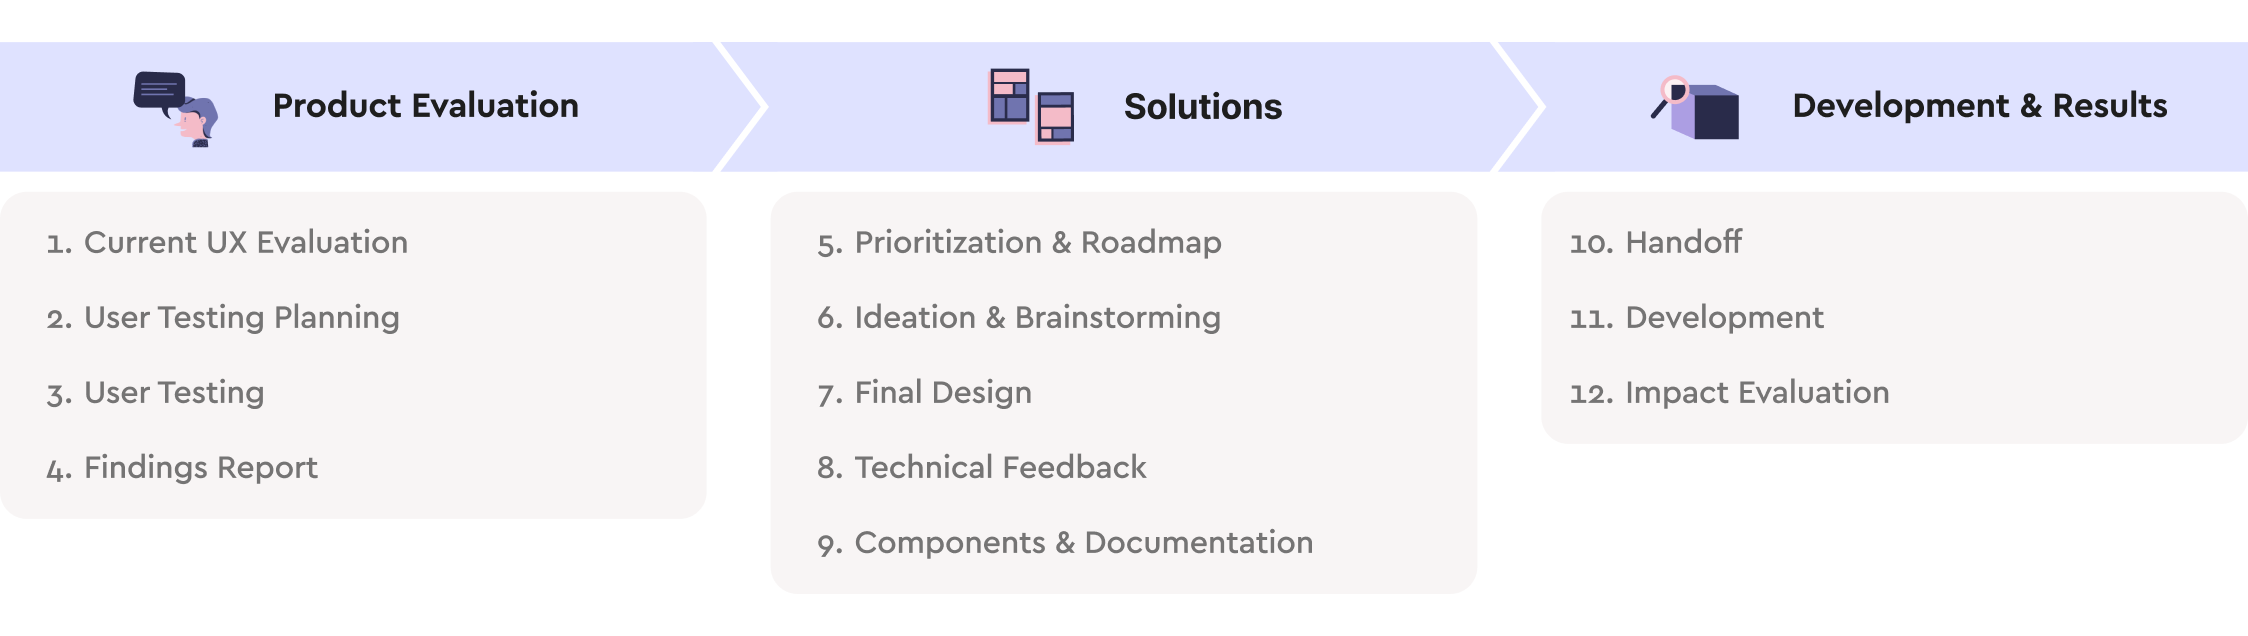 Product Evaluation
1. Current UX Evaluation
2. User Testing Planning
3. User Testing
4. Findings Report
Solutions
5. Prioritization & Roadmap
6. Ideation & Brainstorming
7. Final Design
8. Technical Feedback
9. Components & Documentation
Development & Results
10. Handoff
11. Development
12. Impact Evaluation